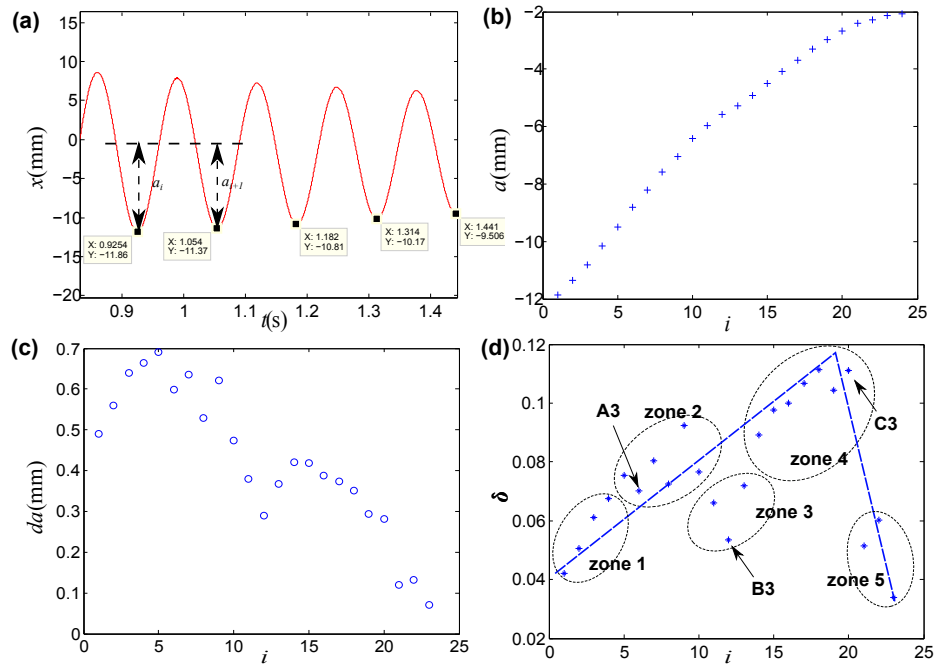 (a)
15
10
5
0
−5
−10
−15
−20
x(mm)
0.9
1
1.1
1.2
1.3
1.4
t(s)
a_i
a_{i+1}
X: 0.9254
Y: −11.86
X: 1.054
Y: −11.37
X: 1.182
Y: −10.81
X: 1.314
Y: −10.17
X: 1.441
Y: −9.506
(b)
−2
−4
−6
−8
−10
−12
a(mm)
0
5
10
15
20
25
i
(c)
0.7
0.6
0.5
0.4
0.3
0.2
0.1
0
da(mm)
0
5
10
15
20
25
i
(d)
0.12
0.1
0.08
0.06
0.04
0.02
δ
0
5
10
15
20
25
i
A3
zone 2
C3
zone 4
zone 3
zone 1
B3
zone 5